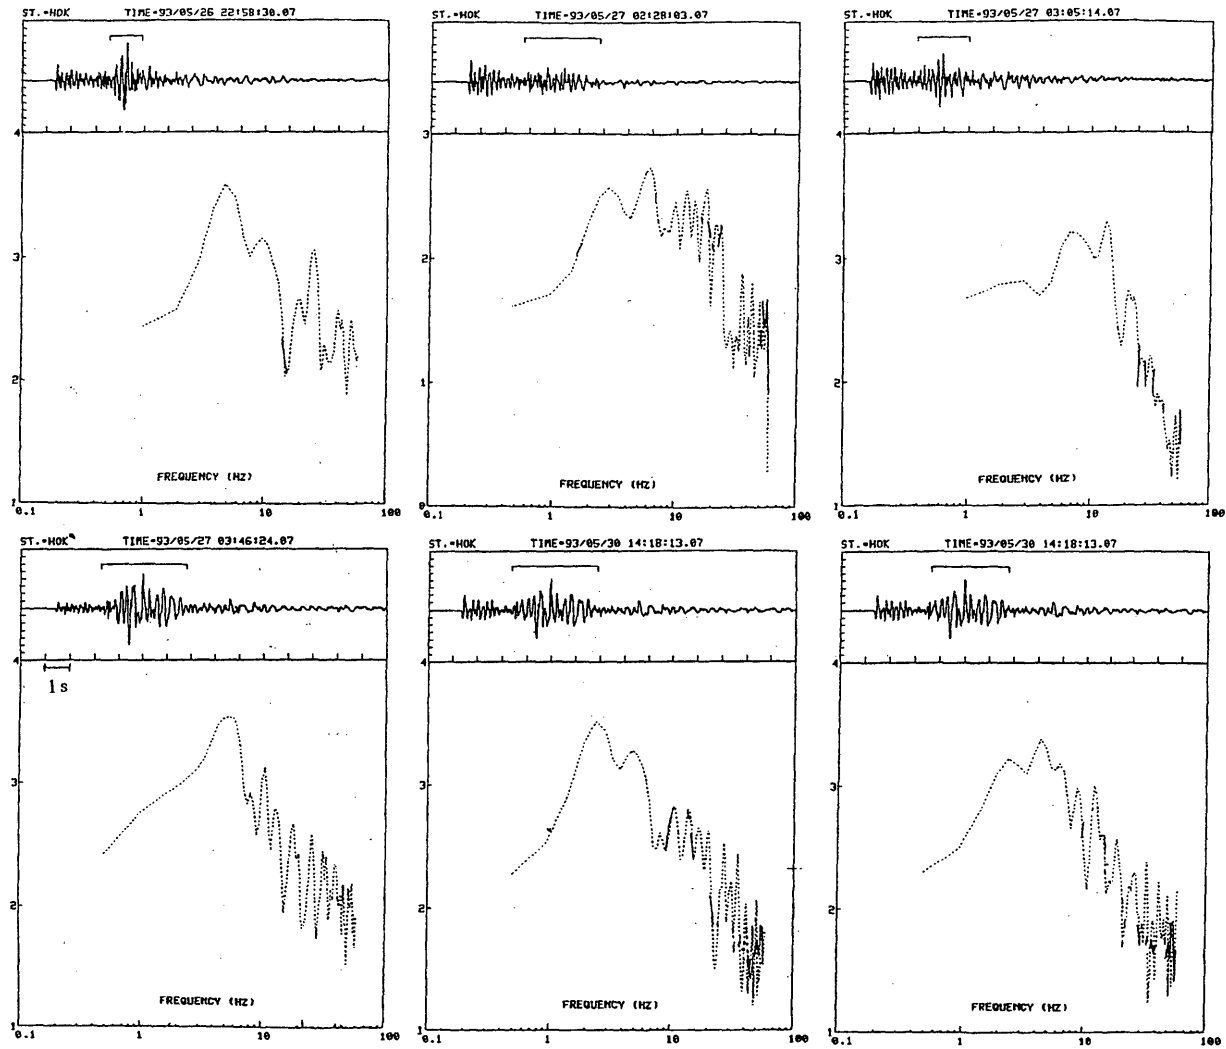 ST.=HOK TIME=93/05/26 22:58:30.07
4
3
2
1
FREQUENCY (HZ)
0.1 1 10 100
ST.=HOK TIME=93/05/27 02:28:03.07
3
2
1
0
FREQUENCY (HZ)
0.1 1 10 100
ST.=HOK TIME=93/05/27 03:05:14.07
4
3
2
1
FREQUENCY (HZ)
0.1 1 10 100
ST.=HOK TIME=93/05/27 03:46:24.07
4
1s
3
2
1
FREQUENCY (HZ)
0.1 1 10 100
ST.=HOK TIME=93/05/30 14:18:13.07
4
3
2
1
FREQUENCY (HZ)
0.1 1 10 100
ST.=HOK TIME=93/05/30 14:18:13.07
4
3
2
1
FREQUENCY (HZ)
0.1 1 10 100